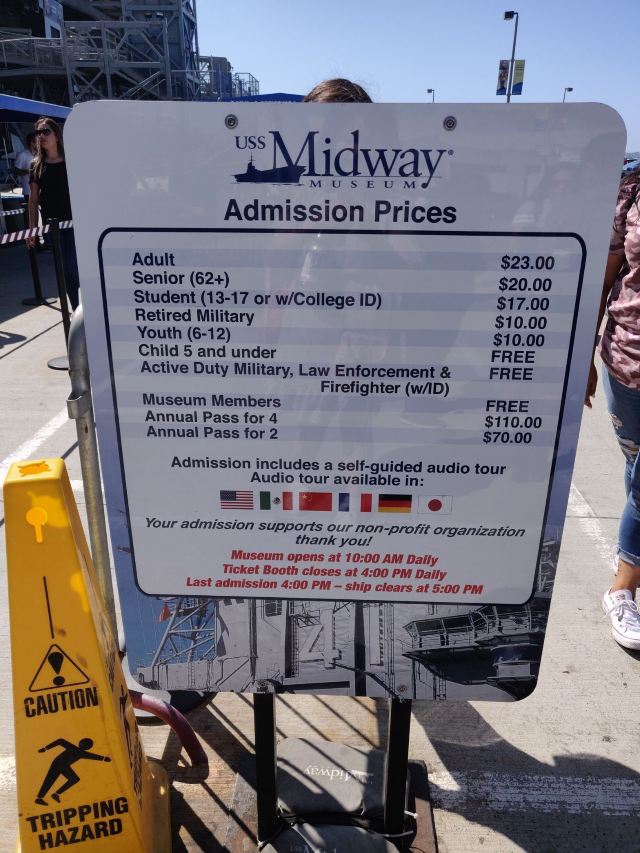 USS Midway®
MUSEUM
Admission Prices
Adult $23.00
Senior (62+) $20.00
Student (13-17 or w/College ID) $17.00
Retired Military $10.00
Youth (6-12) $10.00
Child 5 and under FREE
Active Duty Military, Law Enforcement & FREE
Firefighter (w/ID)
Museum Members FREE
Annual Pass for 4 $110.00
Annual Pass for 2 $70.00
Admission includes a self-guided audio tour
Audio tour available in:
Your admission supports our non-profit organization
thank you!
Museum opens at 10:00 AM Daily
Ticket Booth closes at 4:00 PM Daily
Last admission 4:00 PM – ship clears at 5:00 PM
CAUTION
TRIPPING
HAZARD
Midway